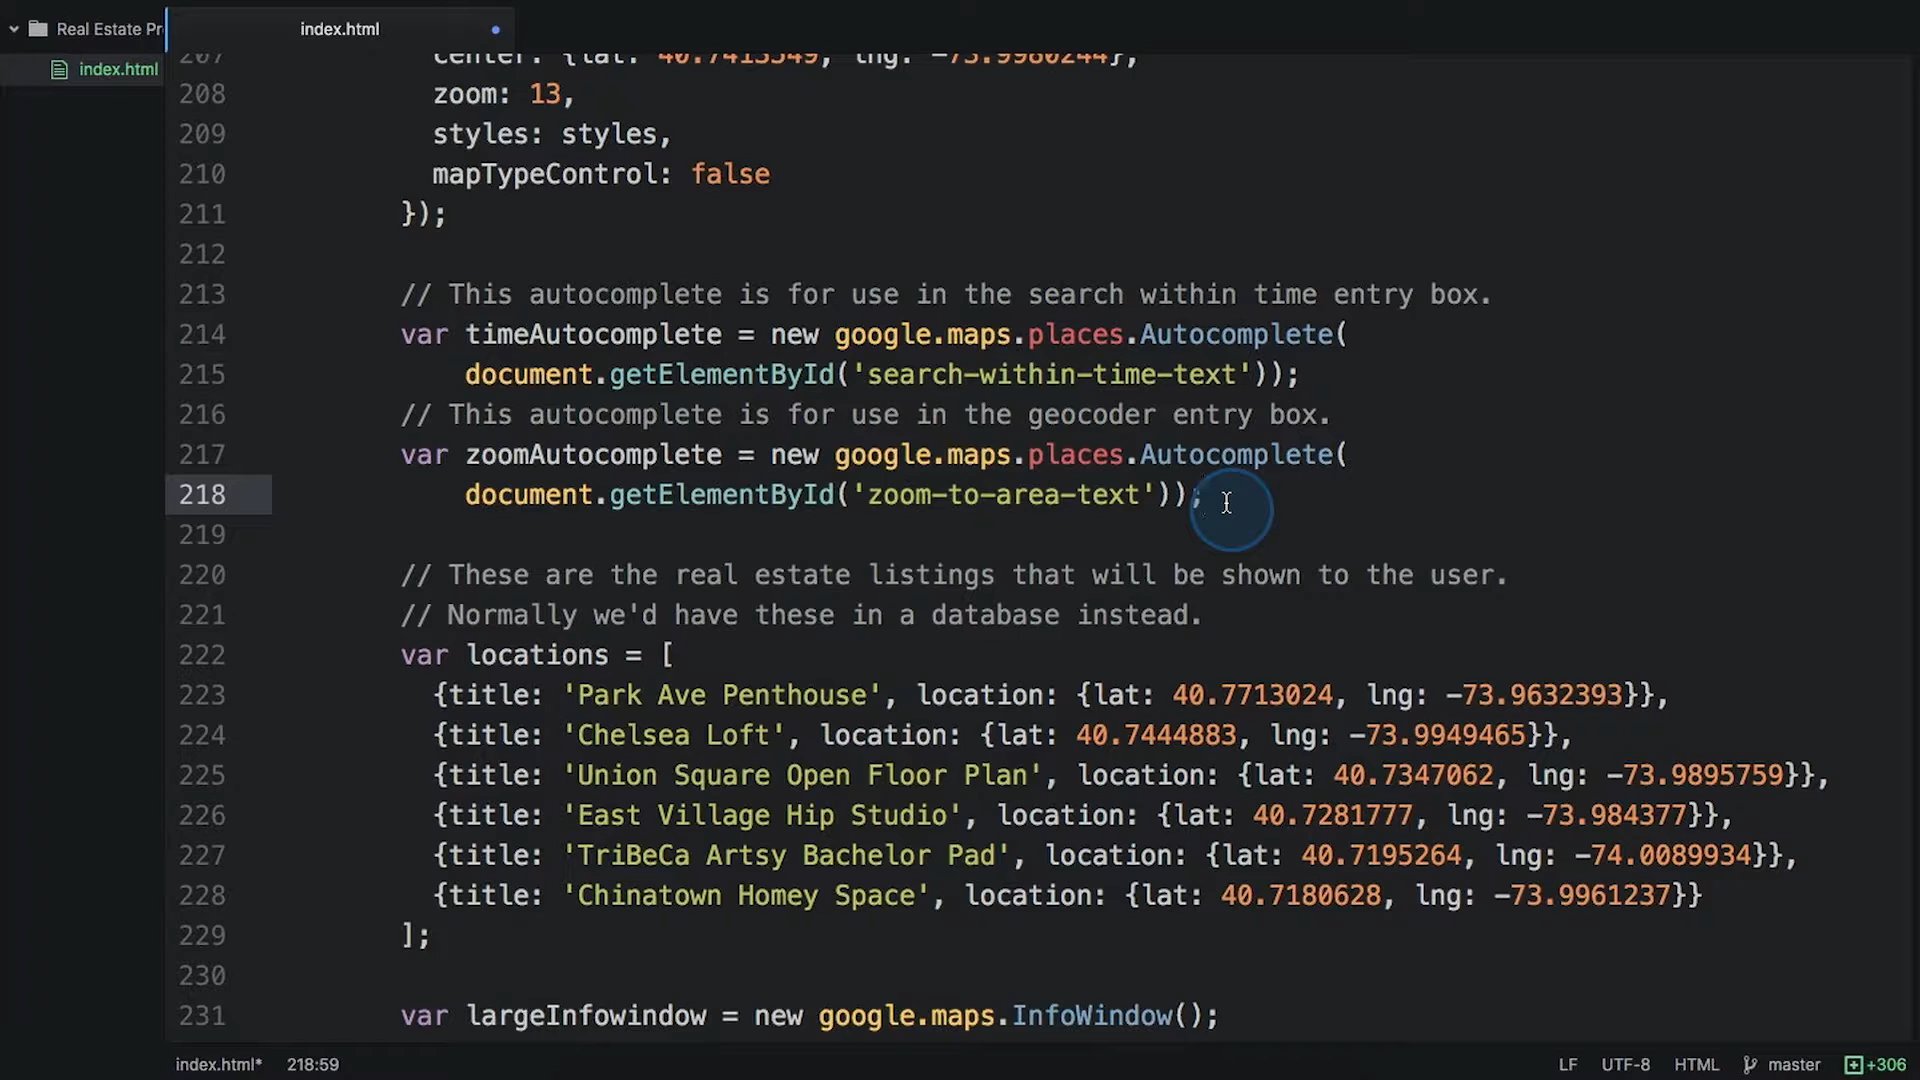 Real Estate Pr
index.html
index.html
207 center: {lat: 40.7413549, lng: -73.9980244},
208 zoom: 13,
209 styles: styles,
210 mapTypeControl: false
211 });
212
213 // This autocomplete is for use in the search within time entry box.
214 var timeAutocomplete = new google.maps.places.Autocomplete(
215 document.getElementById('search-within-time-text'));
216 // This autocomplete is for use in the geocoder entry box.
217 var zoomAutocomplete = new google.maps.places.Autocomplete(
218 document.getElementById('zoom-to-area-text'));
219
220 // These are the real estate listings that will be shown to the user.
221 // Normally we'd have these in a database instead.
222 var locations = [
223 {title: 'Park Ave Penthouse', location: {lat: 40.7713024, lng: -73.9632393}},
224 {title: 'Chelsea Loft', location: {lat: 40.7444883, lng: -73.9949465}},
225 {title: 'Union Square Open Floor Plan', location: {lat: 40.7347062, lng: -73.9895759}},
226 {title: 'East Village Hip Studio', location: {lat: 40.7281777, lng: -73.984377}},
227 {title: 'TriBeCa Artsy Bachelor Pad', location: {lat: 40.7195264, lng: -74.0089934}},
228 {title: 'Chinatown Homey Space', location: {lat: 40.7180628, lng: -73.9961237}}
229 ];
230
231 var largeInfowindow = new google.maps.InfoWindow();
index.html* 218:59 LF UTF-8 HTML master +306